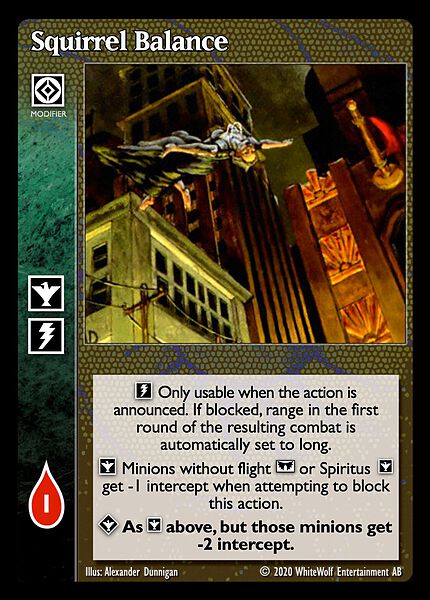 Squirrel Balance
MODIFIER
Only usable when the action is
announced. If blocked, range in the first
round of the resulting combat is
automatically set to long.
Minions without flight or Spiritus
get -1 intercept when attempting to block
this action.
As above, but those minions get
-2 intercept.
1
Illus: Alexander Dunnigan © 2020 WhiteWolf Entertainment AB